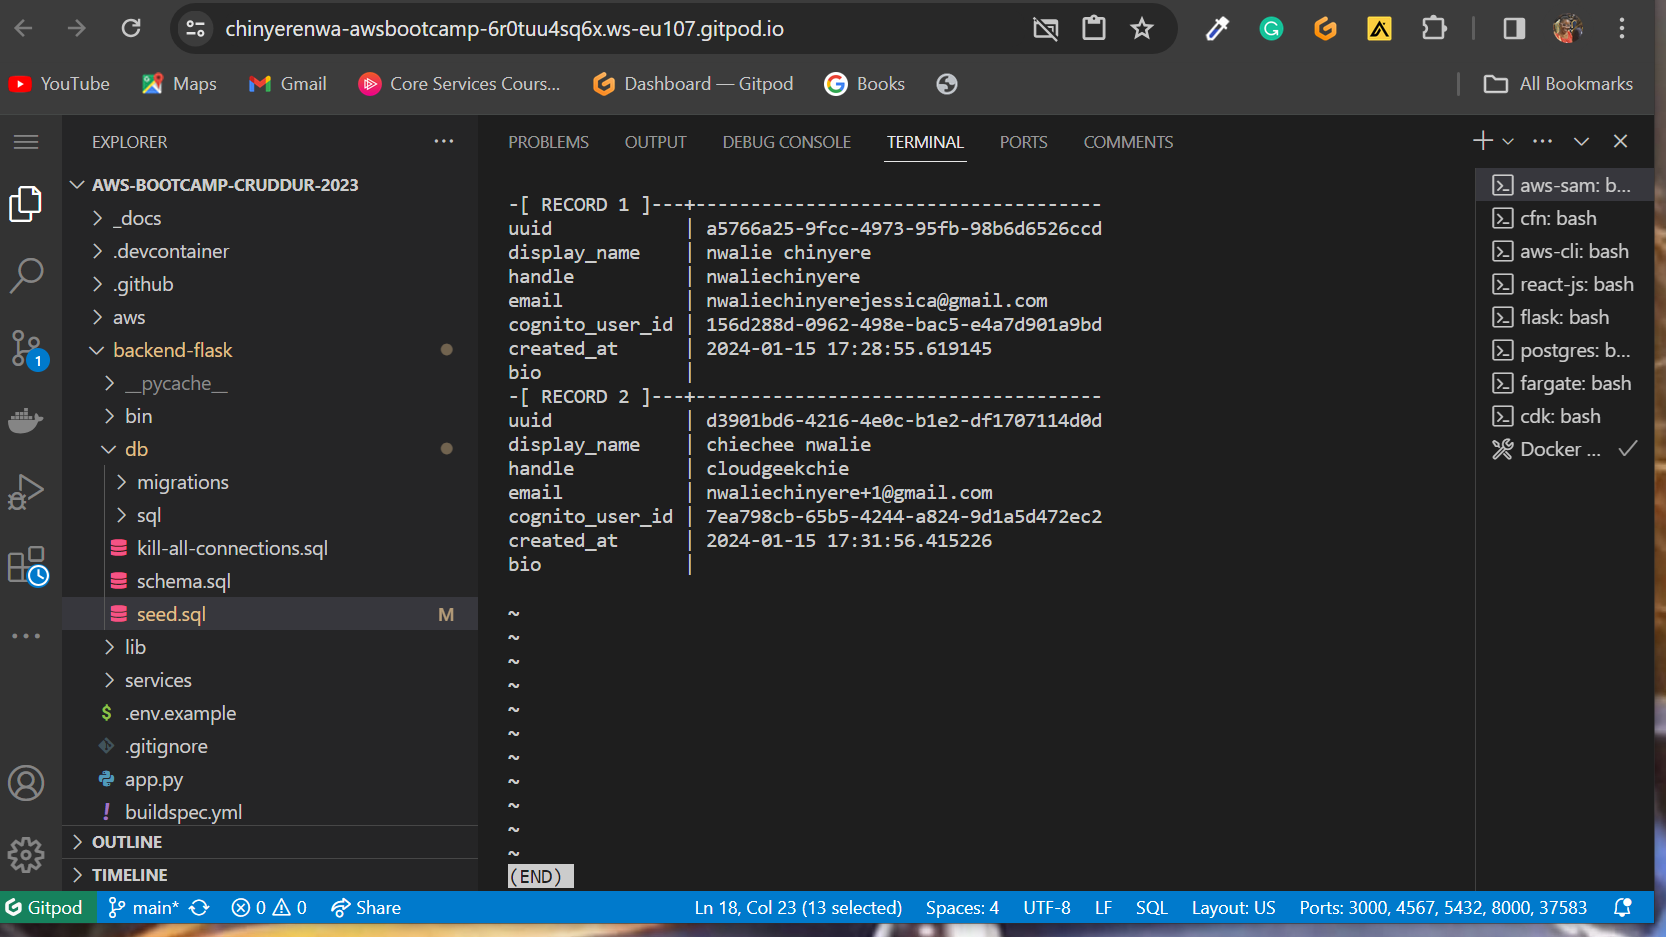 chinyerenwa-awsbootcamp-6r0tuu4sq6x.ws-eu107.gitpod.io
YouTube Maps Gmail Core Services Cours... Dashboard — Gitpod Books All Bookmarks
EXPLORER
AWS-BOOTCAMP-CRUDDUR-2023
_docs
.devcontainer
.github
aws
backend-flask
__pycache__
bin
db
migrations
sql
kill-all-connections.sql
schema.sql
seed.sql M
lib
services
.env.example
.gitignore
app.py
buildspec.yml
OUTLINE
TIMELINE
1
PROBLEMS OUTPUT DEBUG CONSOLE TERMINAL PORTS COMMENTS
-[ RECORD 1 ]---+-------------------------------------
uuid | a5766a25-9fcc-4973-95fb-98b6d6526ccd
display_name | nwalie chinyere
handle | nwaliechinyere
email | nwaliechinyerejessica@gmail.com
cognito_user_id | 156d288d-0962-498e-bac5-e4a7d901a9bd
created_at | 2024-01-15 17:28:55.619145
bio |
-[ RECORD 2 ]---+-------------------------------------
uuid | d3901bd6-4216-4e0c-b1e2-df1707114d0d
display_name | chiechee nwalie
handle | cloudgeekchie
email | nwaliechinyere+1@gmail.com
cognito_user_id | 7ea798cb-65b5-4244-a824-9d1a5d472ec2
created_at | 2024-01-15 17:31:56.415226
bio |
~
~
~
~
~
~
~
~
~
~
~
(END)
aws-sam: b...
cfn: bash
aws-cli: bash
react-js: bash
flask: bash
postgres: b...
fargate: bash
cdk: bash
Docker ...
Gitpod main* 0 0 Share Ln 18, Col 23 (13 selected) Spaces: 4 UTF-8 LF SQL Layout: US Ports: 3000, 4567, 5432, 8000, 37583